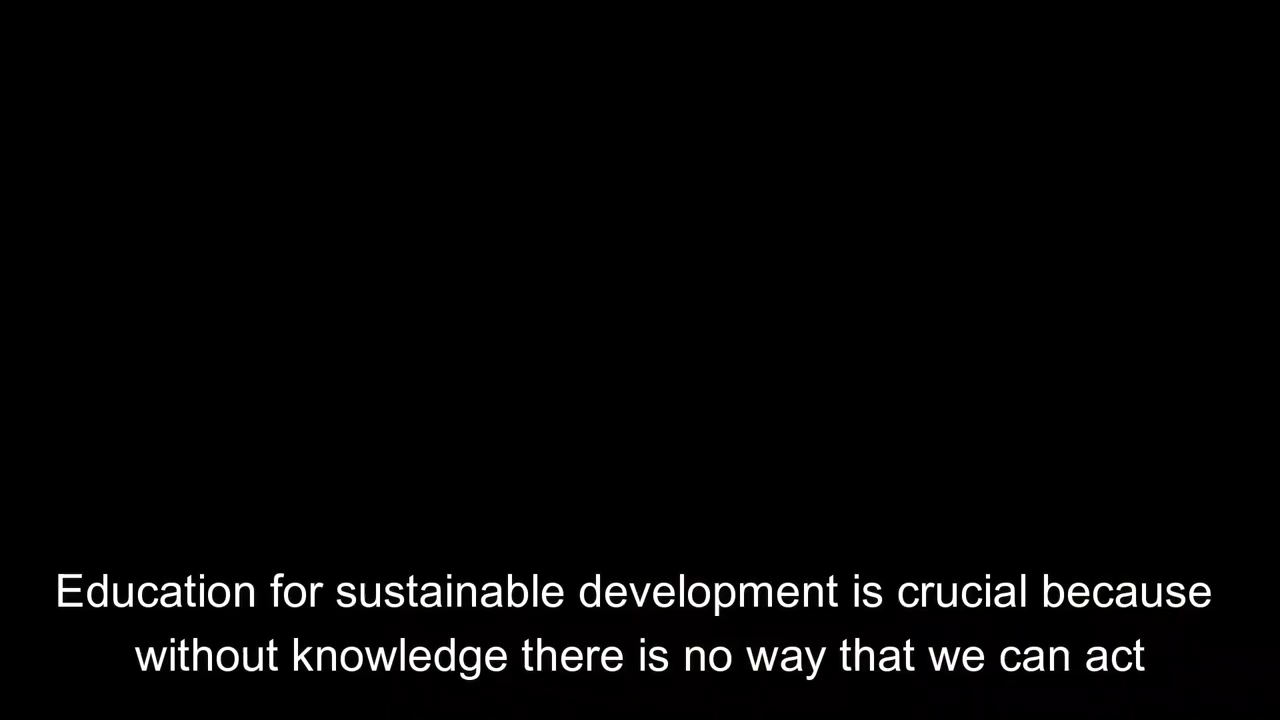 Education for sustainable development is crucial because
without knowledge there is no way that we can act